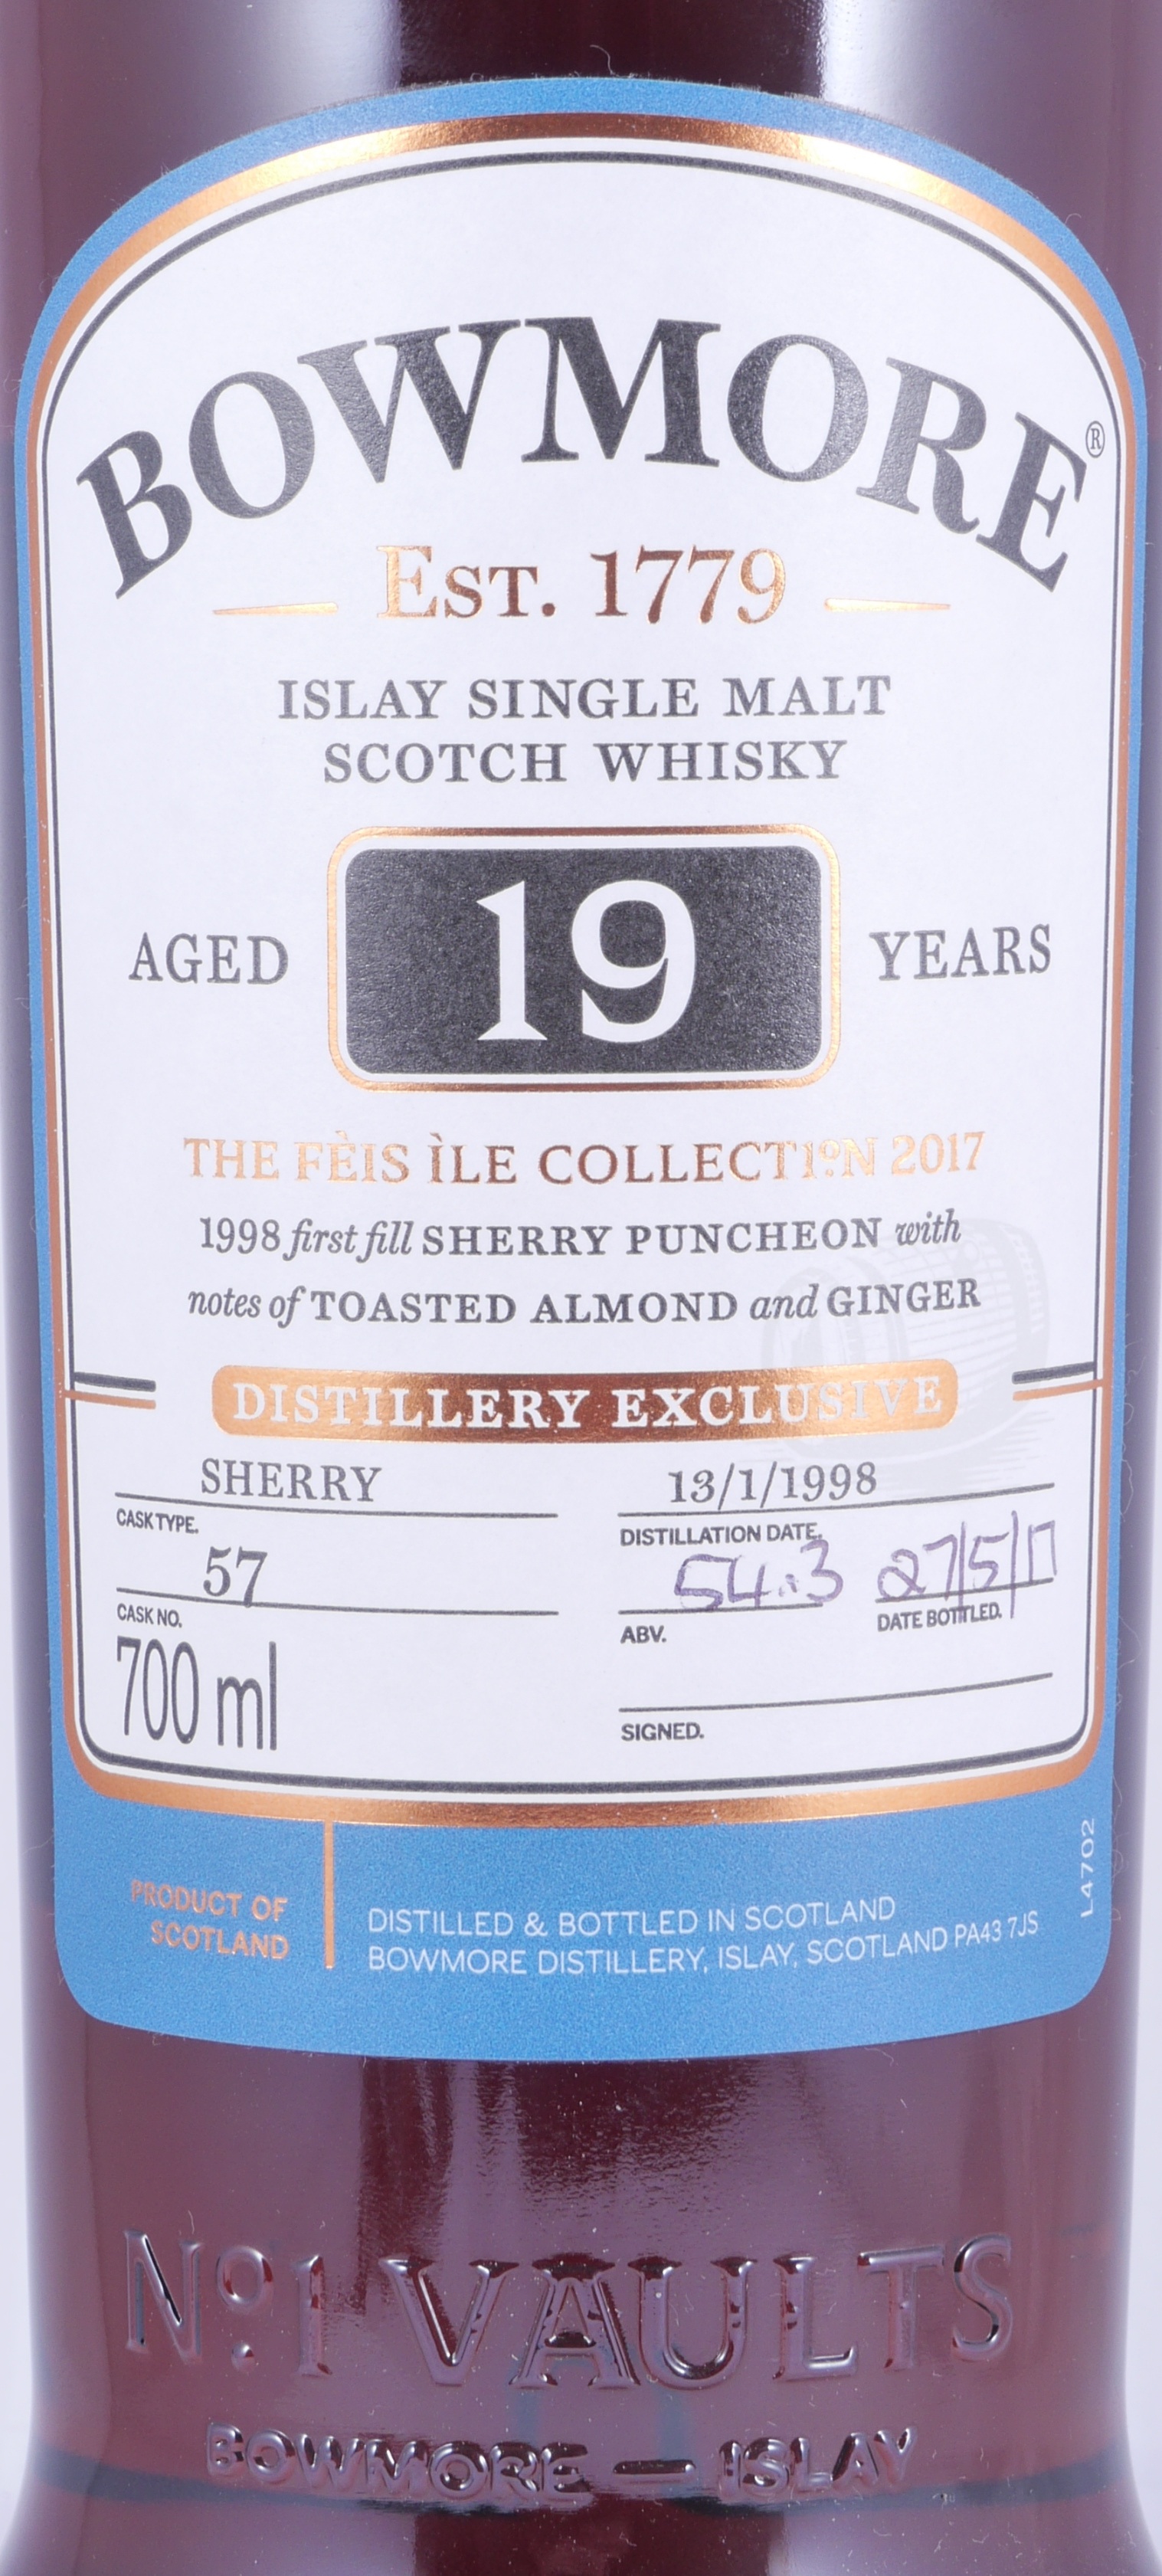 BOWMORE®
EST. 1779
ISLAY SINGLE MALT
SCOTCH WHISKY
AGED 19 YEARS
THE FÈIS ÌLE COLLECTIºN 2017
1998 first fill SHERRY PUNCHEON with
notes of TOASTED ALMOND and GINGER
DISTILLERY EXCLUSIVE
SHERRY
CASK TYPE.
13/1/1998
DISTILLATION DATE.
57
CASK NO.
54.3
ABV.
27/5/17
DATE BOTTLED.
700 ml
SIGNED.
PRODUCT OF
SCOTLAND
DISTILLED & BOTTLED IN SCOTLAND
BOWMORE DISTILLERY, ISLAY, SCOTLAND PA43 7JS
L4702
Nº1 VAULTS
BOWMORE — ISLAY